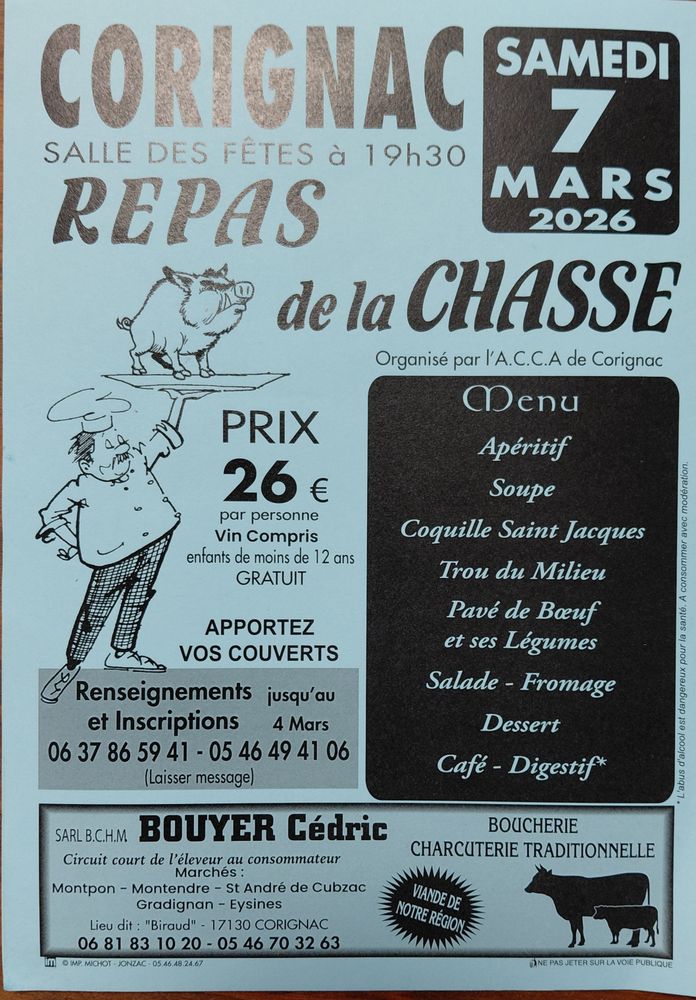 CORIGNAC
SALLE DES FÊTES à 19h30
SAMEDI
7
MARS
2026
REPAS
de la CHASSE
Organisé par l'A.C.C.A de Corignac
PRIX
26 €
par personne
Vin Compris
enfants de moins de 12 ans
GRATUIT
APPORTEZ
VOS COUVERTS
Renseignements jusqu'au
et Inscriptions 4 Mars
06 37 86 59 41 - 05 46 49 41 06
(Laisser message)
Menu
Apéritif
Soupe
Coquille Saint Jacques
Trou du Milieu
Pavé de Bœuf
et ses Légumes
Salade - Fromage
Dessert
Café - Digestif*
* L'abus d'alcool est dangereux pour la santé. A consommer avec modération.
SARL B.C.H.M. BOUYER Cédric
Circuit court de l'éleveur au consommateur
Marchés :
Montpon - Montendre - St André de Cubzac
Gradignan - Eysines
Lieu dit : "Biraud" - 17130 CORIGNAC
06 81 83 10 20 - 05 46 70 32 63
BOUCHERIE
CHARCUTERIE TRADITIONNELLE
VIANDE DE
NOTRE RÉGION
im © IMP. MICHOT - JONZAC - 05.46.48.24.67
NE PAS JETER SUR LA VOIE PUBLIQUE